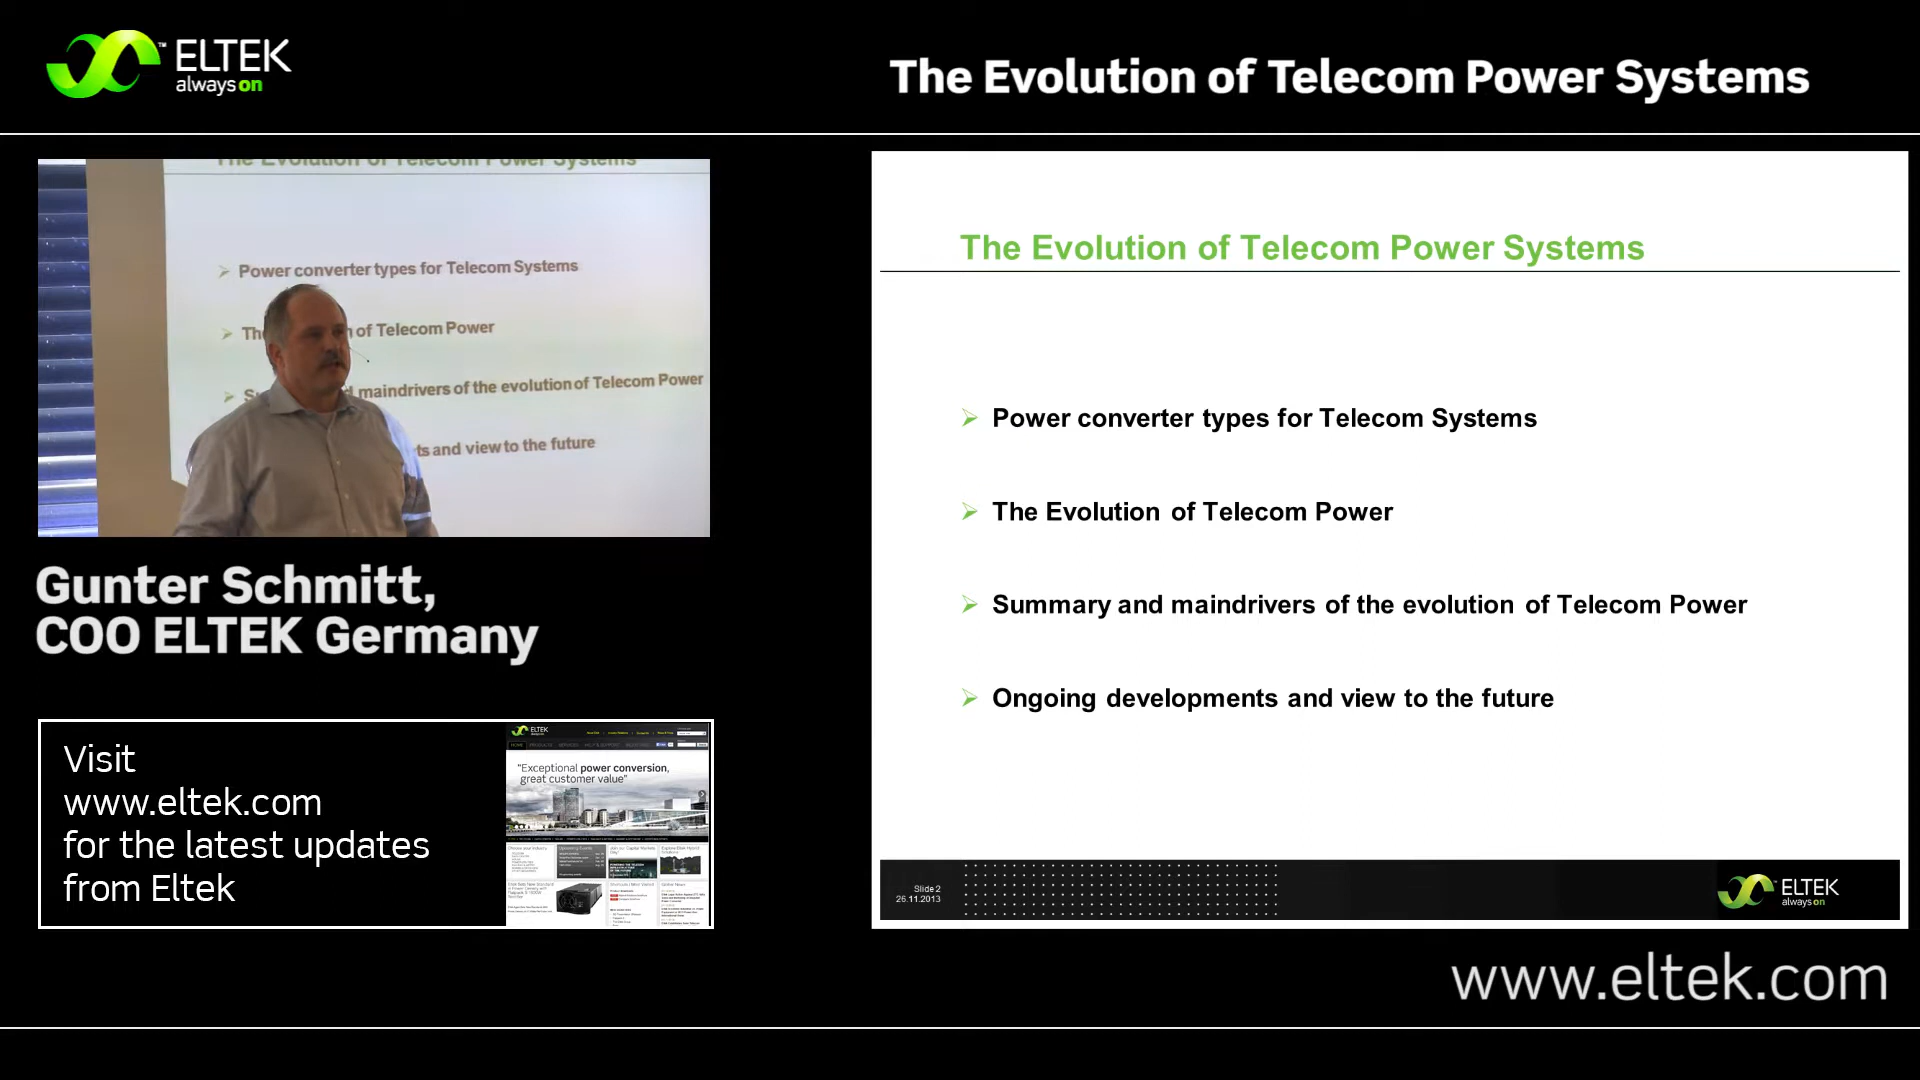 ELTEK
always on
The Evolution of Telecom Power Systems
The Evolution of Telecom Power Systems
Power converter types for Telecom Systems
of Telecom Power
maindrivers of the evolution of Telecom Power
and view to the future
Gunter Schmitt,
COO ELTEK Germany
Visit
www.eltek.com
for the latest updates
from Eltek
ELTEK
"Exceptional power conversion,
great customer value"
The Evolution of Telecom Power Systems
Power converter types for Telecom Systems
The Evolution of Telecom Power
Summary and maindrivers of the evolution of Telecom Power
Ongoing developments and view to the future
Slide 2
26.11.2013
ELTEK
always on
www.eltek.com